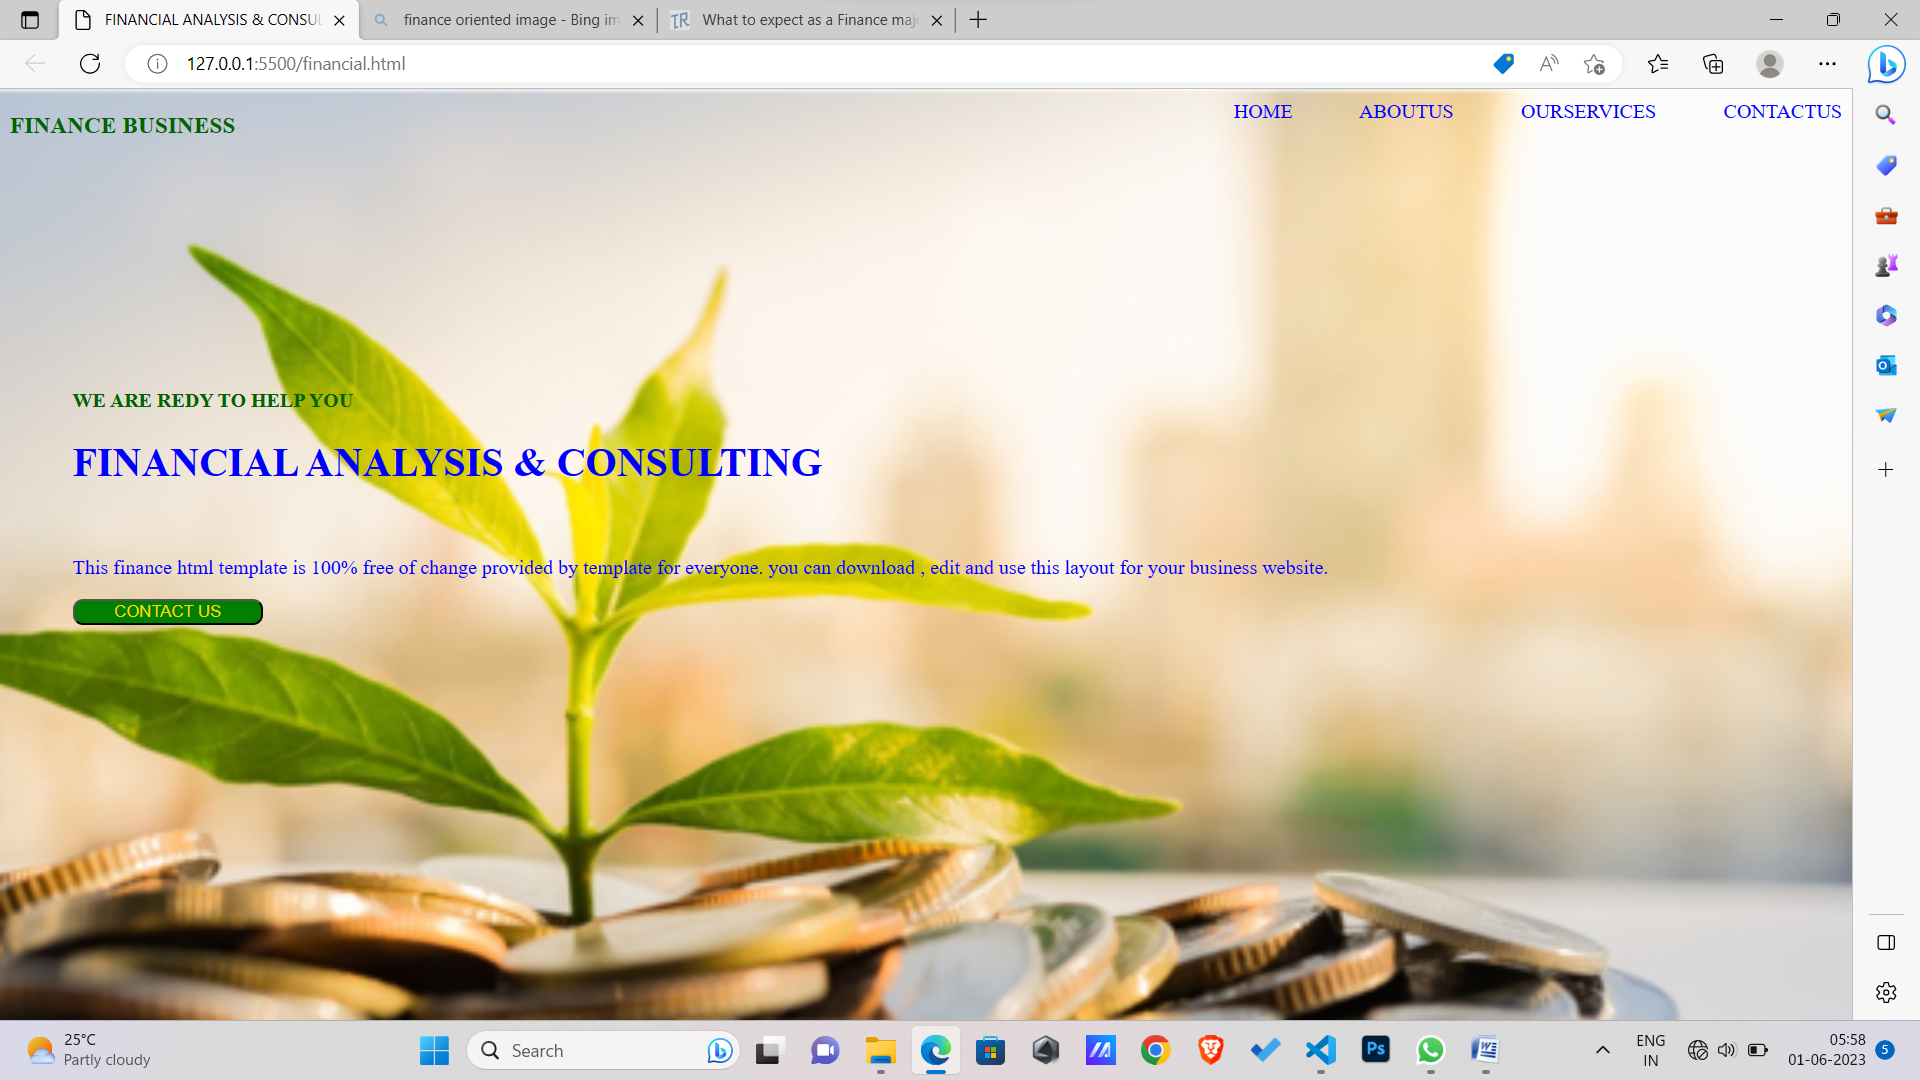 FINANCIAL ANALYSIS & CONSUL
finance oriented image - Bing im
What to expect as a Finance maj
127.0.0.1:5500/financial.html
FINANCE BUSINESS
HOME ABOUTUS OURSERVICES CONTACTUS
WE ARE REDY TO HELP YOU
FINANCIAL ANALYSIS & CONSULTING
This finance html template is 100% free of change provided by template for everyone. you can download , edit and use this layout for your business website.
CONTACT US
25°C
Partly cloudy
Search
Ps
ENG
IN
05:58
01-06-2023
5